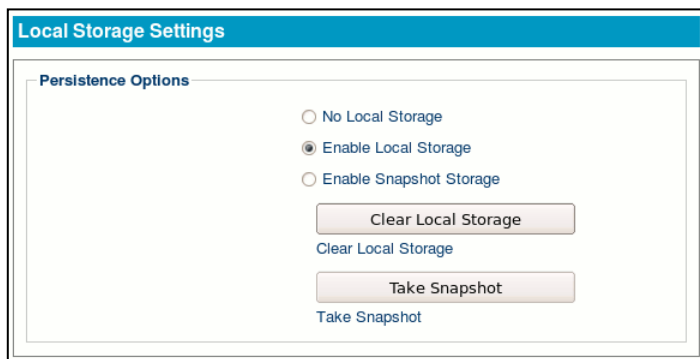 Local Storage Settings
Persistence Options
No Local Storage
Enable Local Storage
Enable Snapshot Storage
Clear Local Storage
Clear Local Storage
Take Snapshot
Take Snapshot